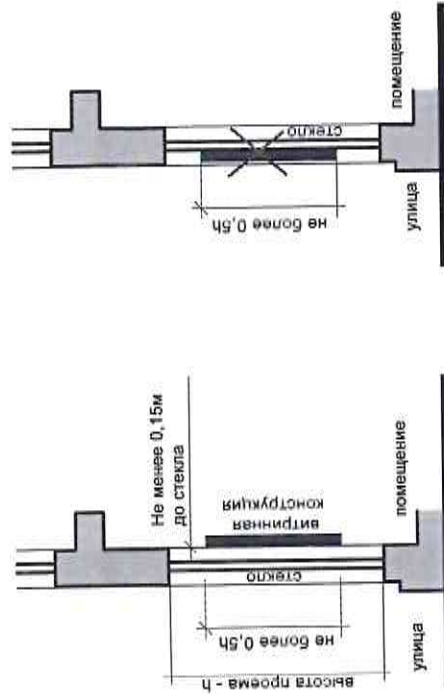 Не менее 0,15м
до стекла
высота проема - h
не более 0,5h
стекло
витринная
конструкция
улица
помещение
не более 0,5h
стекло
улица
помещение